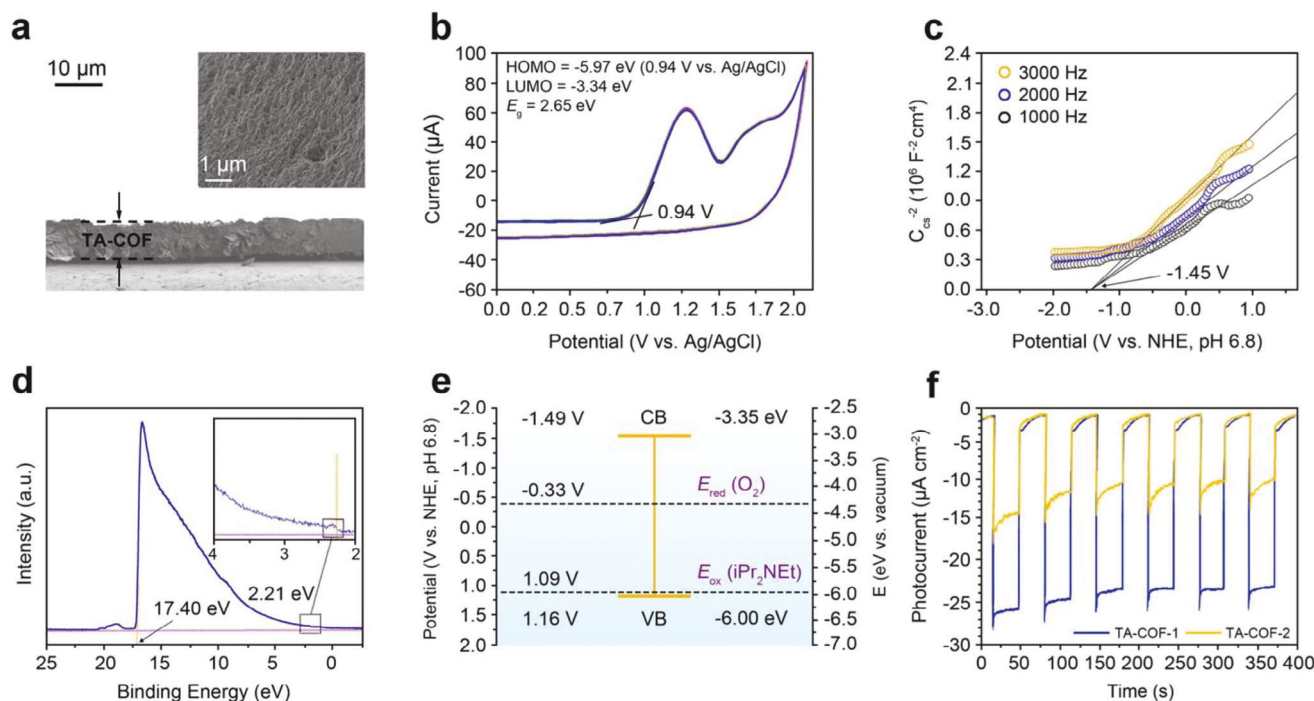 a
10 μm
1 μm
TA-COF
b
HOMO = -5.97 eV (0.94 V vs. Ag/AgCl)
LUMO = -3.34 eV
Eg = 2.65 eV
0.94 V
Current (μA)
100
80
60
40
20
0
-20
-40
-60
0.0 0.2 0.5 0.7 1.0 1.2 1.5 1.7 2.0
Potential (V vs. Ag/AgCl)
c
3000 Hz
2000 Hz
1000 Hz
-1.45 V
Ccs-2 (106 F-2 cm4)
2.4
2.1
1.8
1.5
0.0
0.9
0.6
0.3
0.0
-3.0 -2.0 -1.0 0.0 1.0
Potential (V vs. NHE, pH 6.8)
d
Intensity (a.u.)
4 3 2
2.21 eV
17.40 eV
25 20 15 10 5 0
Binding Energy (eV)
e
Potential (V vs. NHE, pH 6.8)
-2.0
-1.5
-1.0
-0.5
0.0
0.5
1.0
1.5
2.0
-1.49 V CB -3.35 eV
-0.33 V Ered (O2)
1.09 V Eox (iPr2NEt)
1.16 V VB -6.00 eV
-2.5
-3.0
-3.5
-4.0
-4.5
-5.0
-5.5
-6.0
-6.5
-7.0
E (eV vs. vacuum)
f
Photocurrent (μA cm-2)
0
-5
-10
-15
-20
-25
-30
TA-COF-1 TA-COF-2
0 50 100 150 200 250 300 350 400
Time (s)